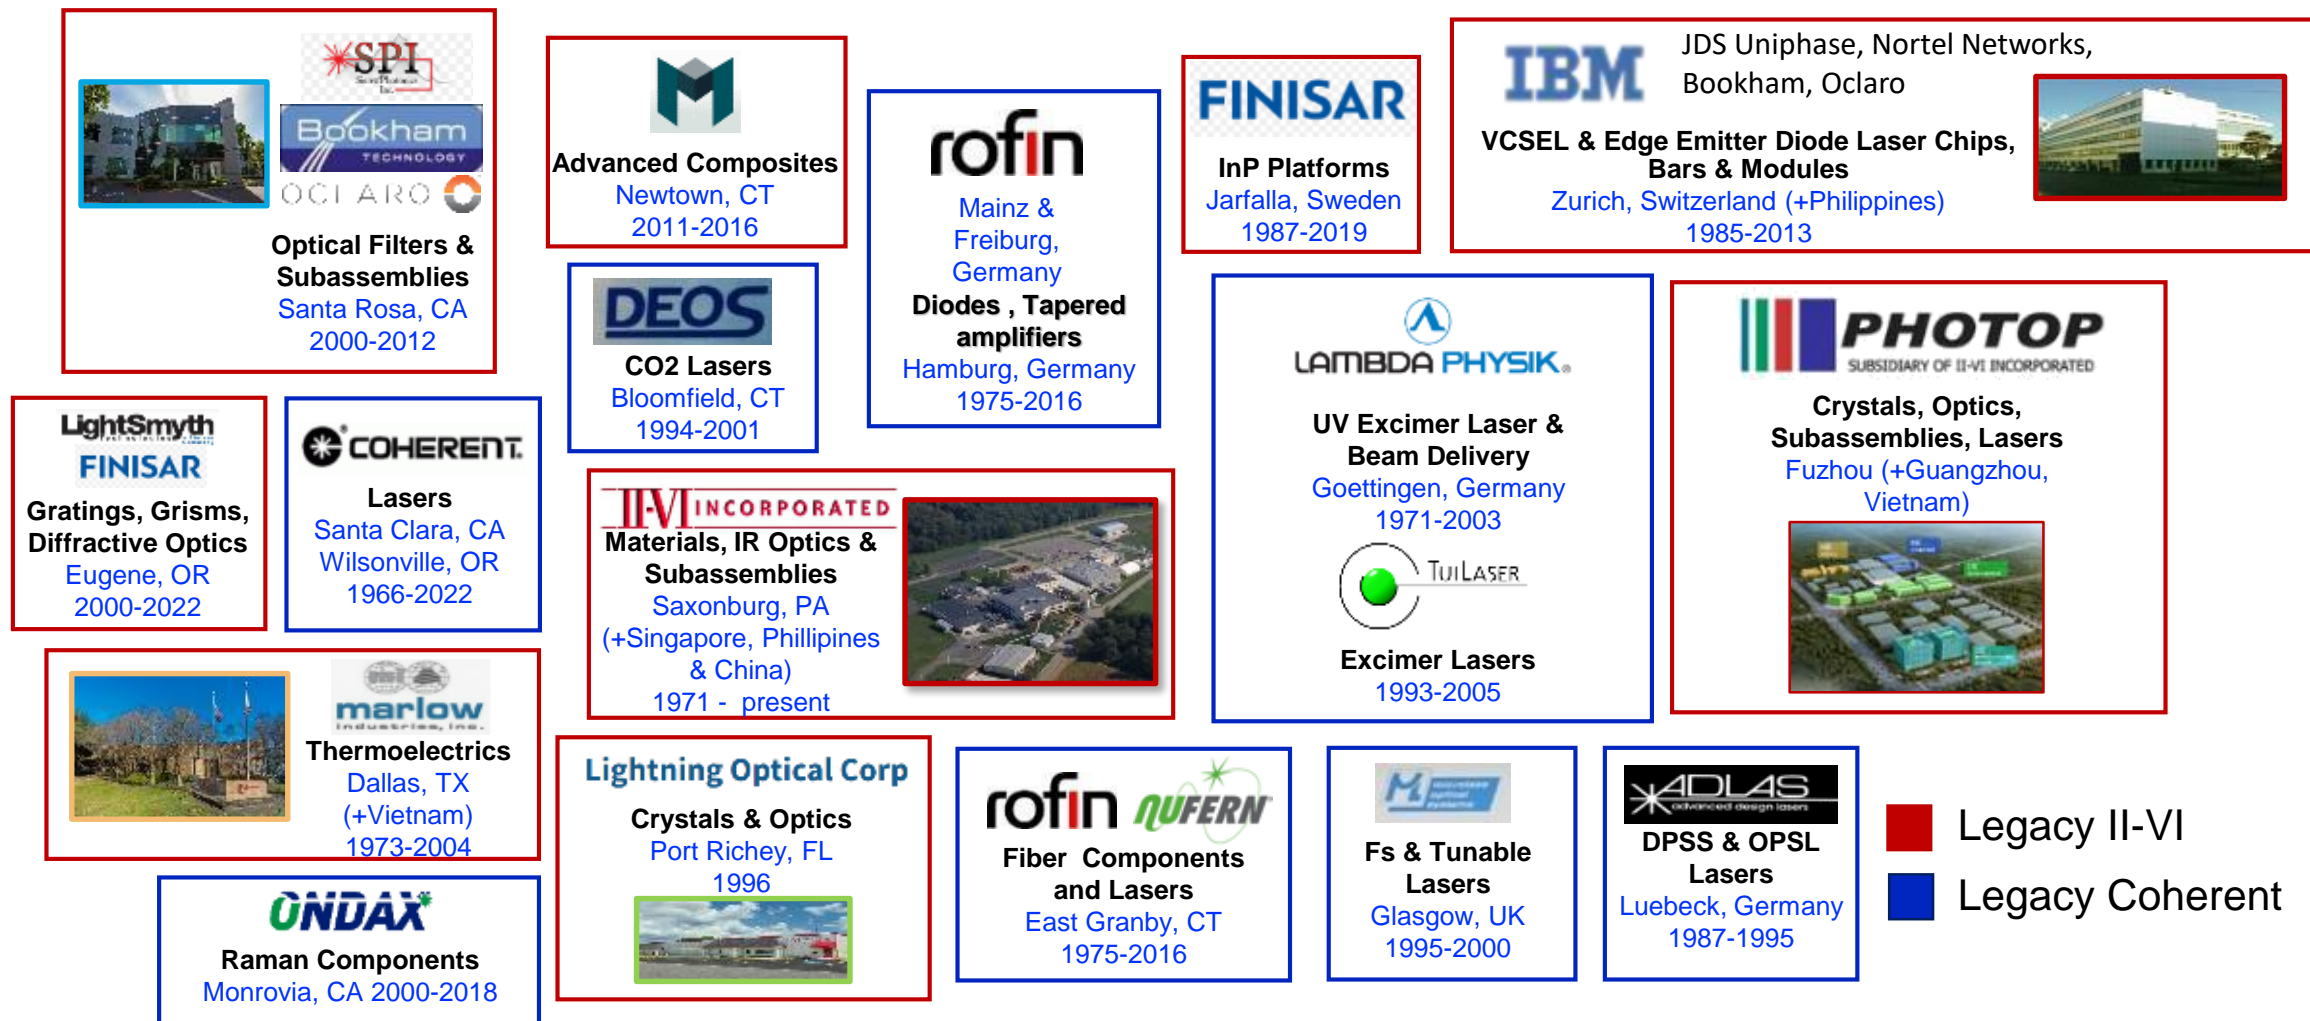 SPI
Bookham
TECHNOLOGY
OCLARO
Optical Filters &
Subassemblies
Santa Rosa, CA
2000-2012
Advanced Composites
Newtown, CT
2011-2016
rofin
Mainz &
Freiburg,
Germany
Diodes , Tapered
amplifiers
Hamburg, Germany
1975-2016
FINISAR
InP Platforms
Jarfalla, Sweden
1987-2019
IBM
JDS Uniphase, Nortel Networks,
Bookham, Oclaro
VCSEL & Edge Emitter Diode Laser Chips,
Bars & Modules
Zurich, Switzerland (+Philippines)
1985-2013
DEOS
CO2 Lasers
Bloomfield, CT
1994-2001
LAMBDA PHYSIK®
UV Excimer Laser &
Beam Delivery
Goettingen, Germany
1971-2003
TUILASER
Excimer Lasers
1993-2005
PHOTOP
SUBSIDIARY OF II-VI INCORPORATED
Crystals, Optics,
Subassemblies, Lasers
Fuzhou (+Guangzhou,
Vietnam)
LightSmyth
FINISAR
Gratings, Grisms,
Diffractive Optics
Eugene, OR
2000-2022
COHERENT.
Lasers
Santa Clara, CA
Wilsonville, OR
1966-2022
II-VI INCORPORATED
Materials, IR Optics &
Subassemblies
Saxonburg, PA
(+Singapore, Phillipines
& China)
1971 - present
marlow
industries, inc.
Thermoelectrics
Dallas, TX
(+Vietnam)
1973-2004
Lightning Optical Corp
Crystals & Optics
Port Richey, FL
1996
rofin NUFERN
Fiber Components
and Lasers
East Granby, CT
1975-2016
microlase
optical
systems
Fs & Tunable
Lasers
Glasgow, UK
1995-2000
ADLAS
advanced design lasers
DPSS & OPSL
Lasers
Luebeck, Germany
1987-1995
Legacy II-VI
Legacy Coherent
ONDAX
Raman Components
Monrovia, CA 2000-2018